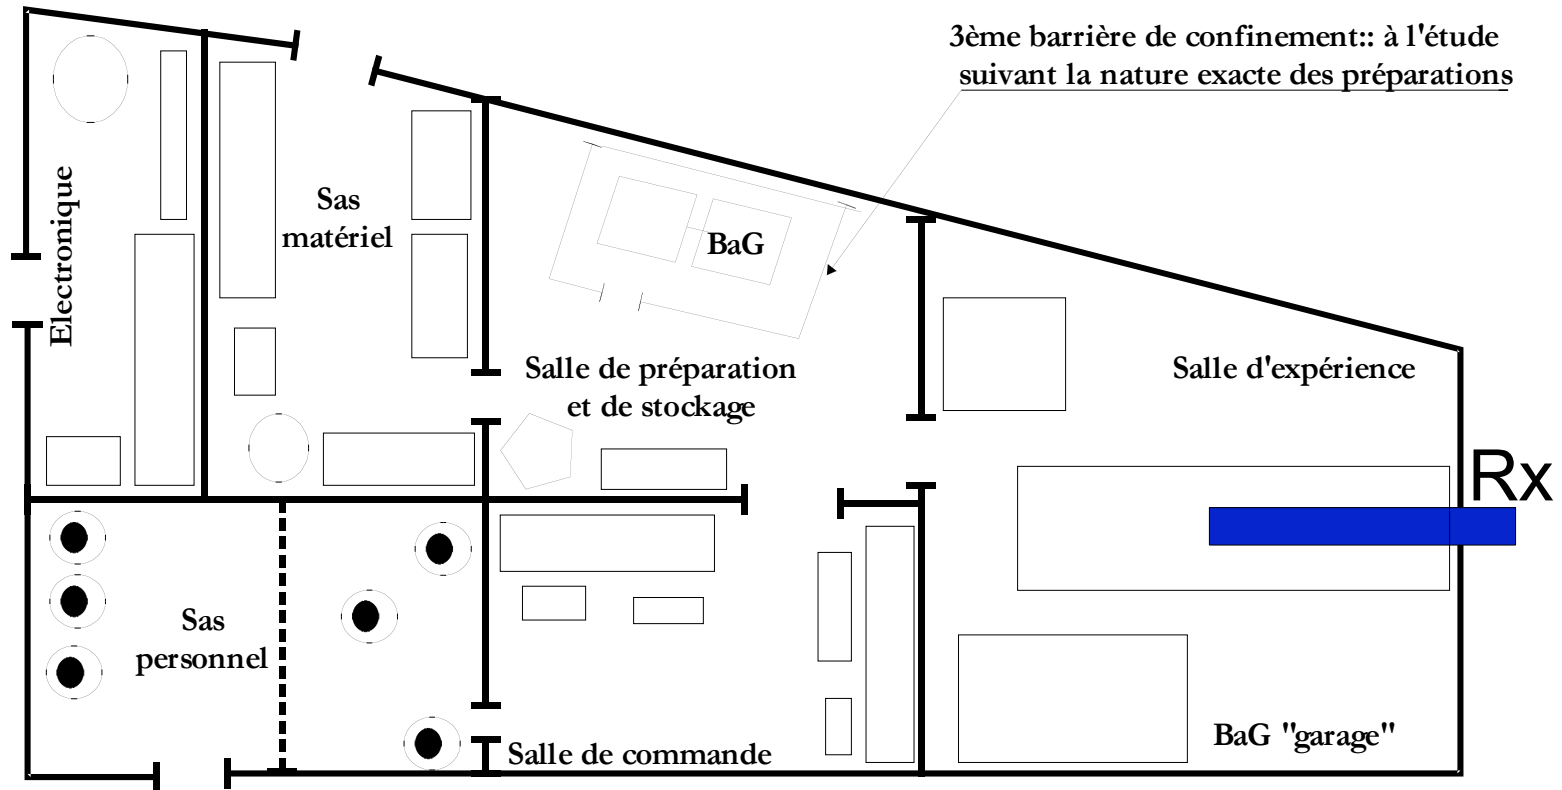 3ème barrière de confinement:: à l'étude
suivant la nature exacte des préparations
Electronique
Sas
matériel
BaG
Salle de préparation
et de stockage
Salle d'expérience
Rx
Sas
personnel
Salle de commande
BaG "garage"